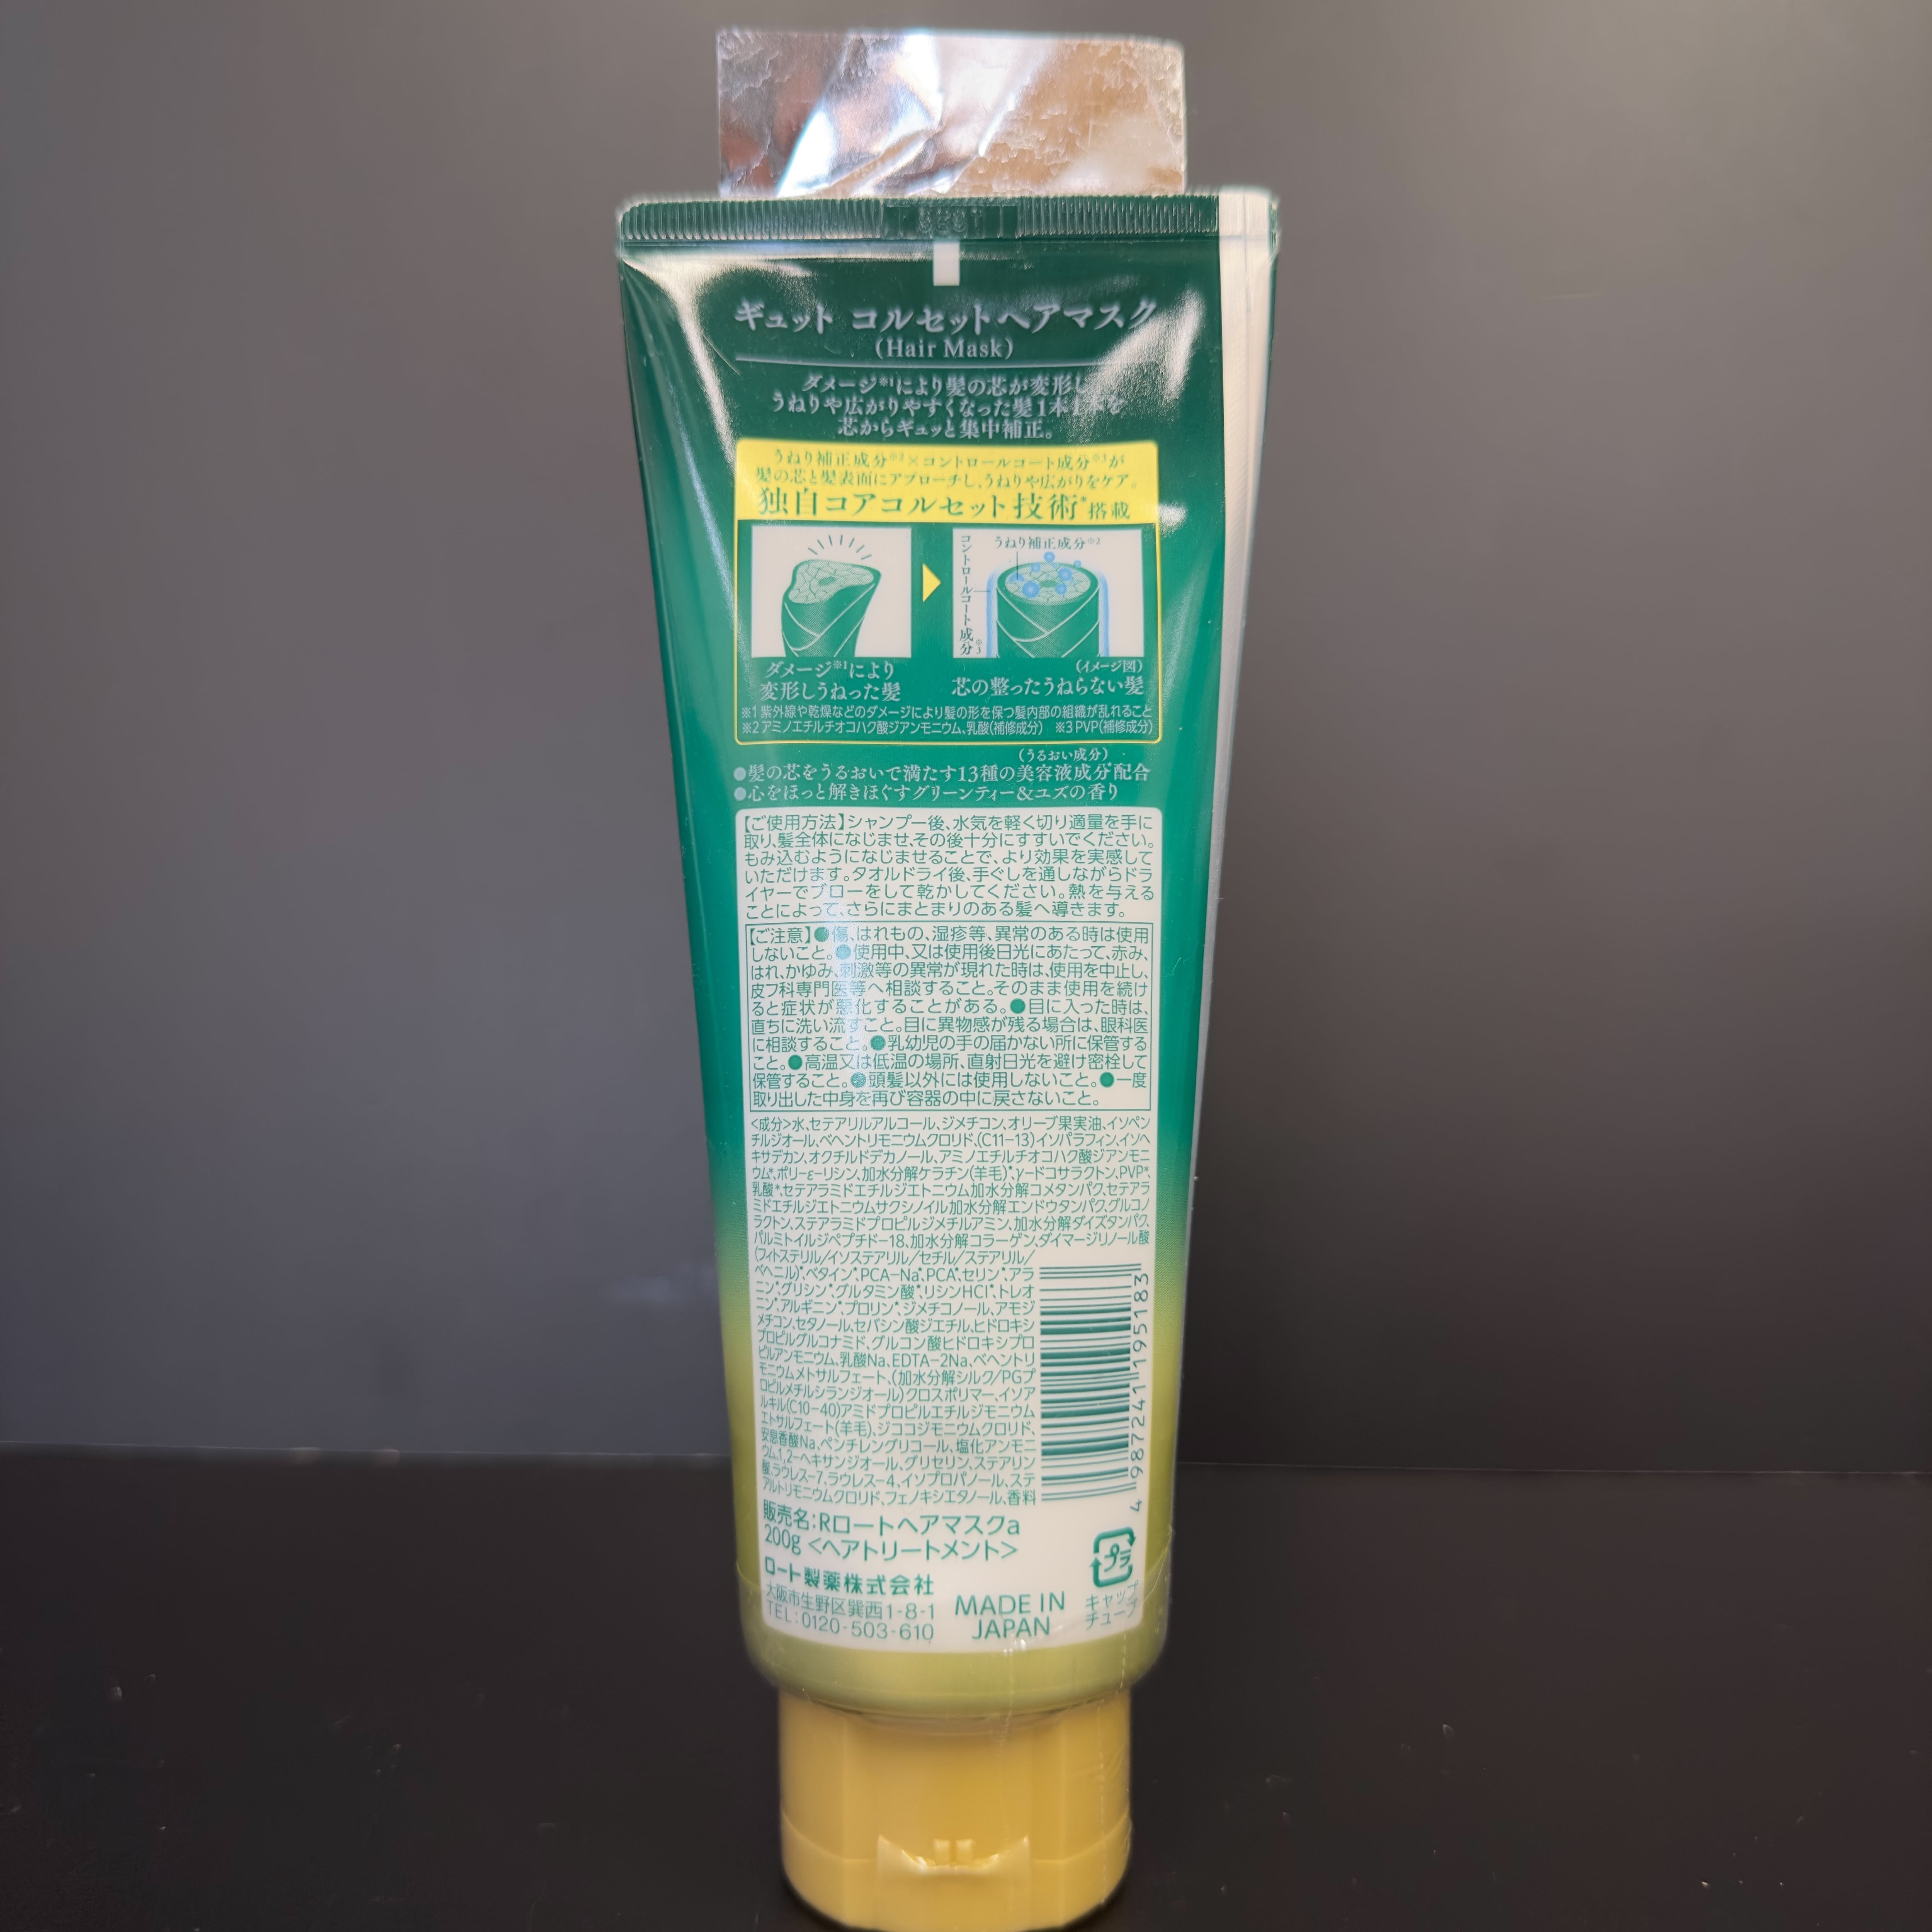 ギュット コルセットヘアマスク
(Hair Mask)
ダメージ※1により髪の芯が変形し
うねりや広がりやすくなった髪1本1本を
芯からギュッと集中補正。
うねり補正成分※2×コントロールコート成分※3が
髪の芯と髪表面にアプローチし、うねりや広がりをケア。
独自コアコルセット技術*搭載
うねり補正成分※2
コントロールコート成分※3
(イメージ図)
ダメージ※1により
変形しうねった髪
芯の整ったうねらない髪
※1 紫外線や乾燥などのダメージにより髪の形を保つ髪内部の組織が乱れること
※2 アミノエチルチオコハク酸ジアンモニウム、乳酸(補修成分) ※3 PVP(補修成分)
(うるおい成分)
●髪の芯をうるおいで満たす13種の美容液成分*配合
●心をほっと解きほぐすグリーンティー&ユズの香り
【ご使用方法】シャンプー後、水気を軽く切り適量を手に
取り、髪全体になじませ、その後十分にすすいでください。
もみ込むようになじませることで、より効果を実感して
いただけます。タオルドライ後、手ぐしを通しながらドラ
イヤーでブローをして乾かしてください。熱を与える
ことによって、さらにまとまりのある髪へ導きます。
【ご注意】●傷、はれもの、湿疹等、異常のある時は使用
しないこと。●使用中、又は使用後日光にあたって、赤み、
はれ、かゆみ、刺激等の異常が現れた時は、使用を中止し、
皮フ科専門医等へ相談すること。そのまま使用を続け
ると症状が悪化することがある。●目に入った時は、
直ちに洗い流すこと。目に異物感が残る場合は、眼科医
に相談すること。●乳幼児の手の届かない所に保管する
こと。●高温又は低温の場所、直射日光を避け密栓して
保管すること。●頭髪以外には使用しないこと。●一度
取り出した中身を再び容器の中に戻さないこと。
<成分>水、セテアリルアルコール、ジメチコン、オリーブ果実油、イソペン
チルジオール、ベヘントリモニウムクロリド、(C11-13)イソパラフィン、イソヘ
キサデカン、オクチルドデカノール、アミノエチルチオコハク酸ジアンモニ
ウム*、ポリ-ε-リシン、加水分解ケラチン(羊毛)*、γ-ドコサラクトン、PVP*、
乳酸*、セテアラミドエチルジエトニウム加水分解コメタンパク、セテアラ
ミドエチルジエトニウムサクシノイル加水分解エンドウタンパク、グルコノ
ラクトン、ステアラミドプロピルジメチルアミン、加水分解ダイズタンパク、
パルミトイルジペプチド-18、加水分解コラーゲン、ダイマージリノール酸
(フィトステリル/イソステアリル/セチル/ステアリル/
ベヘニル)*、ベタイン*、PCA-Na*、PCA*、セリン*、アラ
ニン*、グリシン*、グルタミン酸*、リシンHCl*、トレオ
ニン*、アルギニン*、プロリン*、ジメチコノール、アモジ
メチコン、セタノール、セバシン酸ジエチル、ヒドロキシ
プロピルグルコナミド、グルコン酸ヒドロキシプロ
ピルアンモニウム、乳酸Na、EDTA-2Na、ベヘントリ
モニウムメトサルフェート、(加水分解シルク/PGプ
ロピルメチルシランジオール)クロスポリマー、イソア
ルキル(C10-40)アミドプロピルエチルジモニウム
エトサルフェート(羊毛)、ジココジモニウムクロリド、
安息香酸Na、ペンチレングリコール、塩化アンモニ
ウム、1,2-ヘキサンジオール、グリセリン、ステアリン
酸、ラウレス-7、ラウレス-4、イソプロパノール、ステ
アルトリモニウムクロリド、フェノキシエタノール、香料
4 987241 195183
販売名:Rロートヘアマスクa
200g <ヘアトリートメント>
ロート製薬株式会社
大阪市生野区巽西1-8-1
TEL:0120-503-610
MADE IN
JAPAN
プラ
キャップ
チューブ